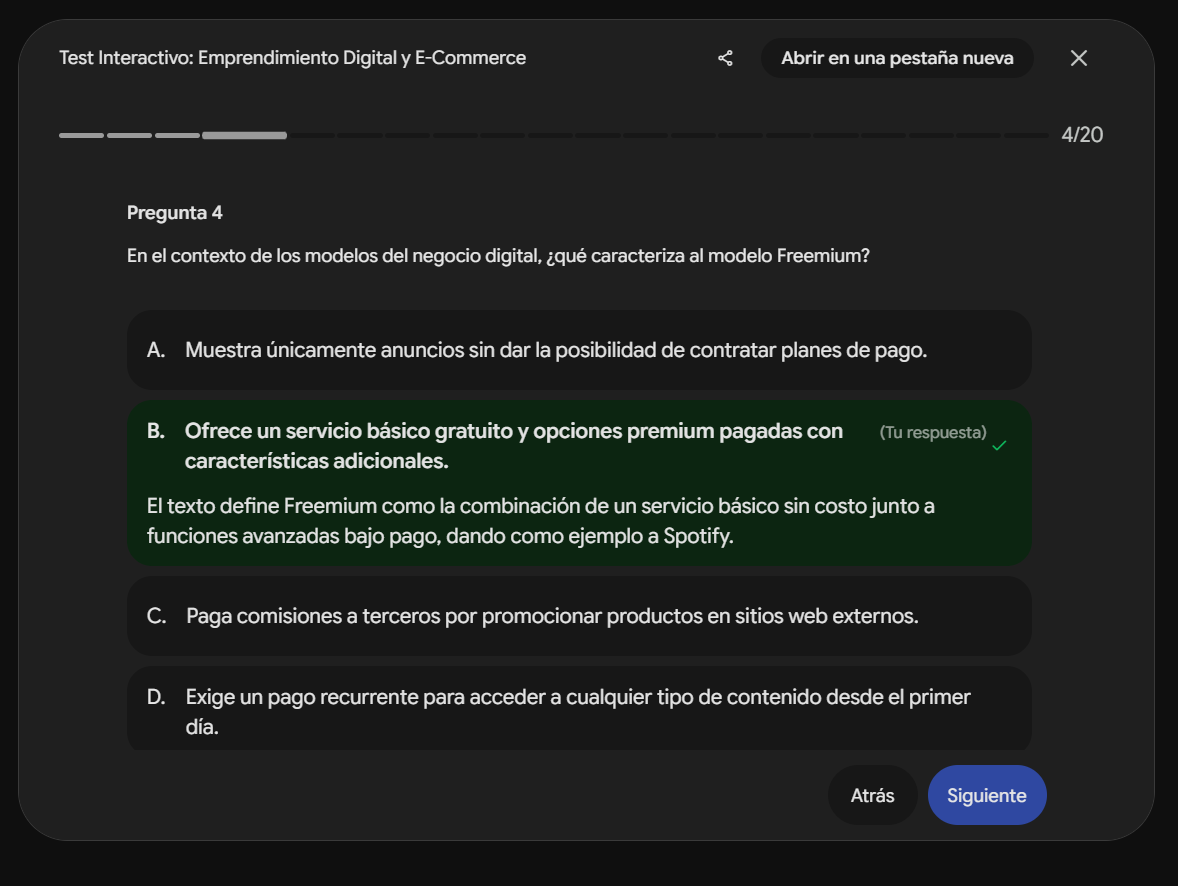 Test Interactivo: Emprendimiento Digital y E-Commerce
Abrir en una pestaña nueva
4/20
Pregunta 4
En el contexto de los modelos del negocio digital, ¿qué caracteriza al modelo Freemium?
A. Muestra únicamente anuncios sin dar la posibilidad de contratar planes de pago.
B. Ofrece un servicio básico gratuito y opciones premium pagadas con
características adicionales.
(Tu respuesta)
El texto define Freemium como la combinación de un servicio básico sin costo junto a
funciones avanzadas bajo pago, dando como ejemplo a Spotify.
C. Paga comisiones a terceros por promocionar productos en sitios web externos.
D. Exige un pago recurrente para acceder a cualquier tipo de contenido desde el primer
día.
Atrás
Siguiente